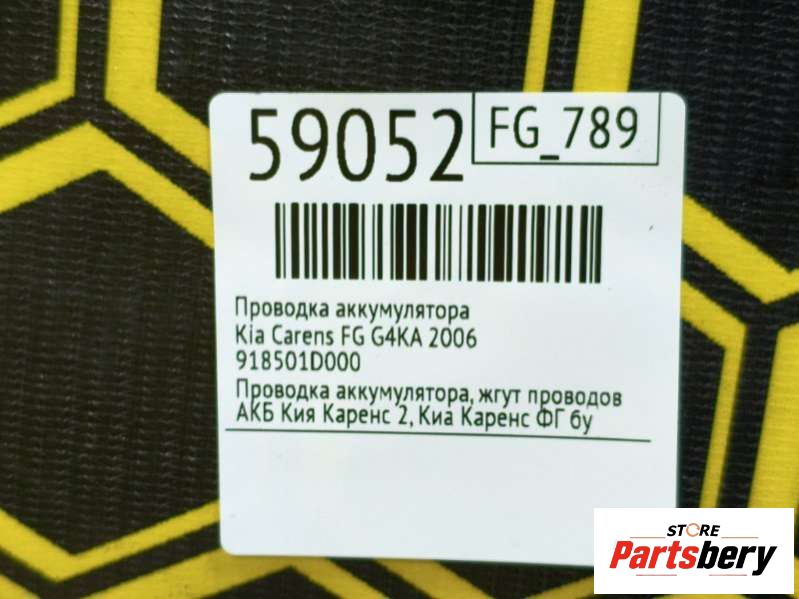 59052
FG_789
Проводка аккумулятора
Kia Carens FG G4KA 2006
918501D000
Проводка аккумулятора, жгут проводов
АКБ Кия Каренс 2, Киа Каренс ФГ бу
STORE
Partsbery